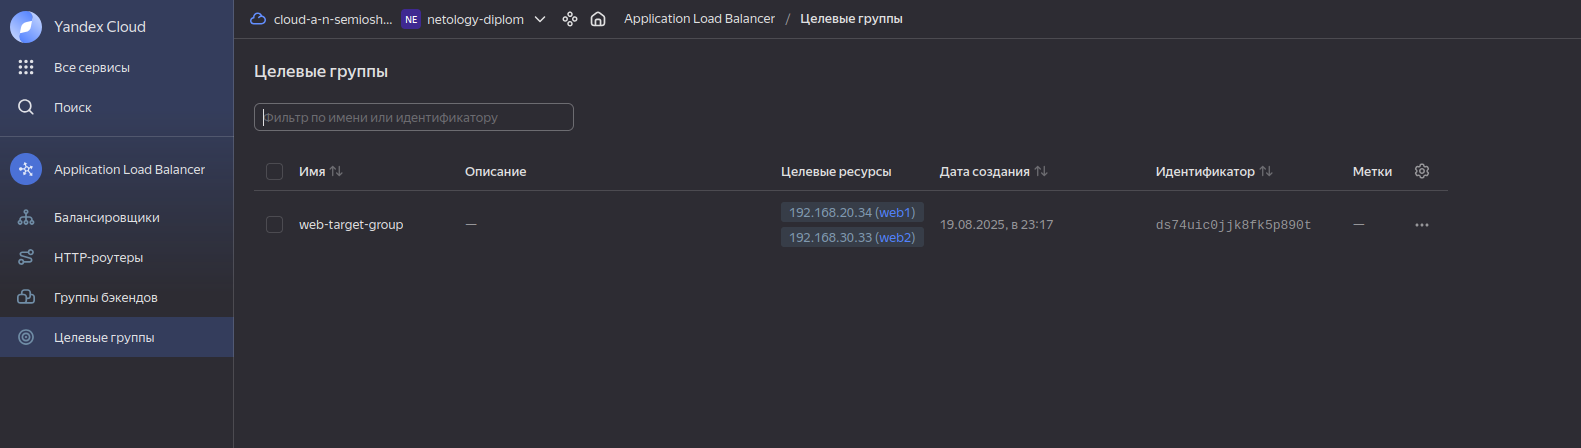 Yandex Cloud
Все сервисы
Поиск
Application Load Balancer
Балансировщики
HTTP-роутеры
Группы бэкендов
Целевые группы
cloud-a-n-semiosh... NE netology-diplom Application Load Balancer / Целевые группы
Целевые группы
Фильтр по имени или идентификатору
Имя Описание Целевые ресурсы Дата создания Идентификатор Метки
web-target-group — 192.168.20.34 (web1) 19.08.2025, в 23:17 ds74uic0jjk8fk5p890t —
192.168.30.33 (web2)